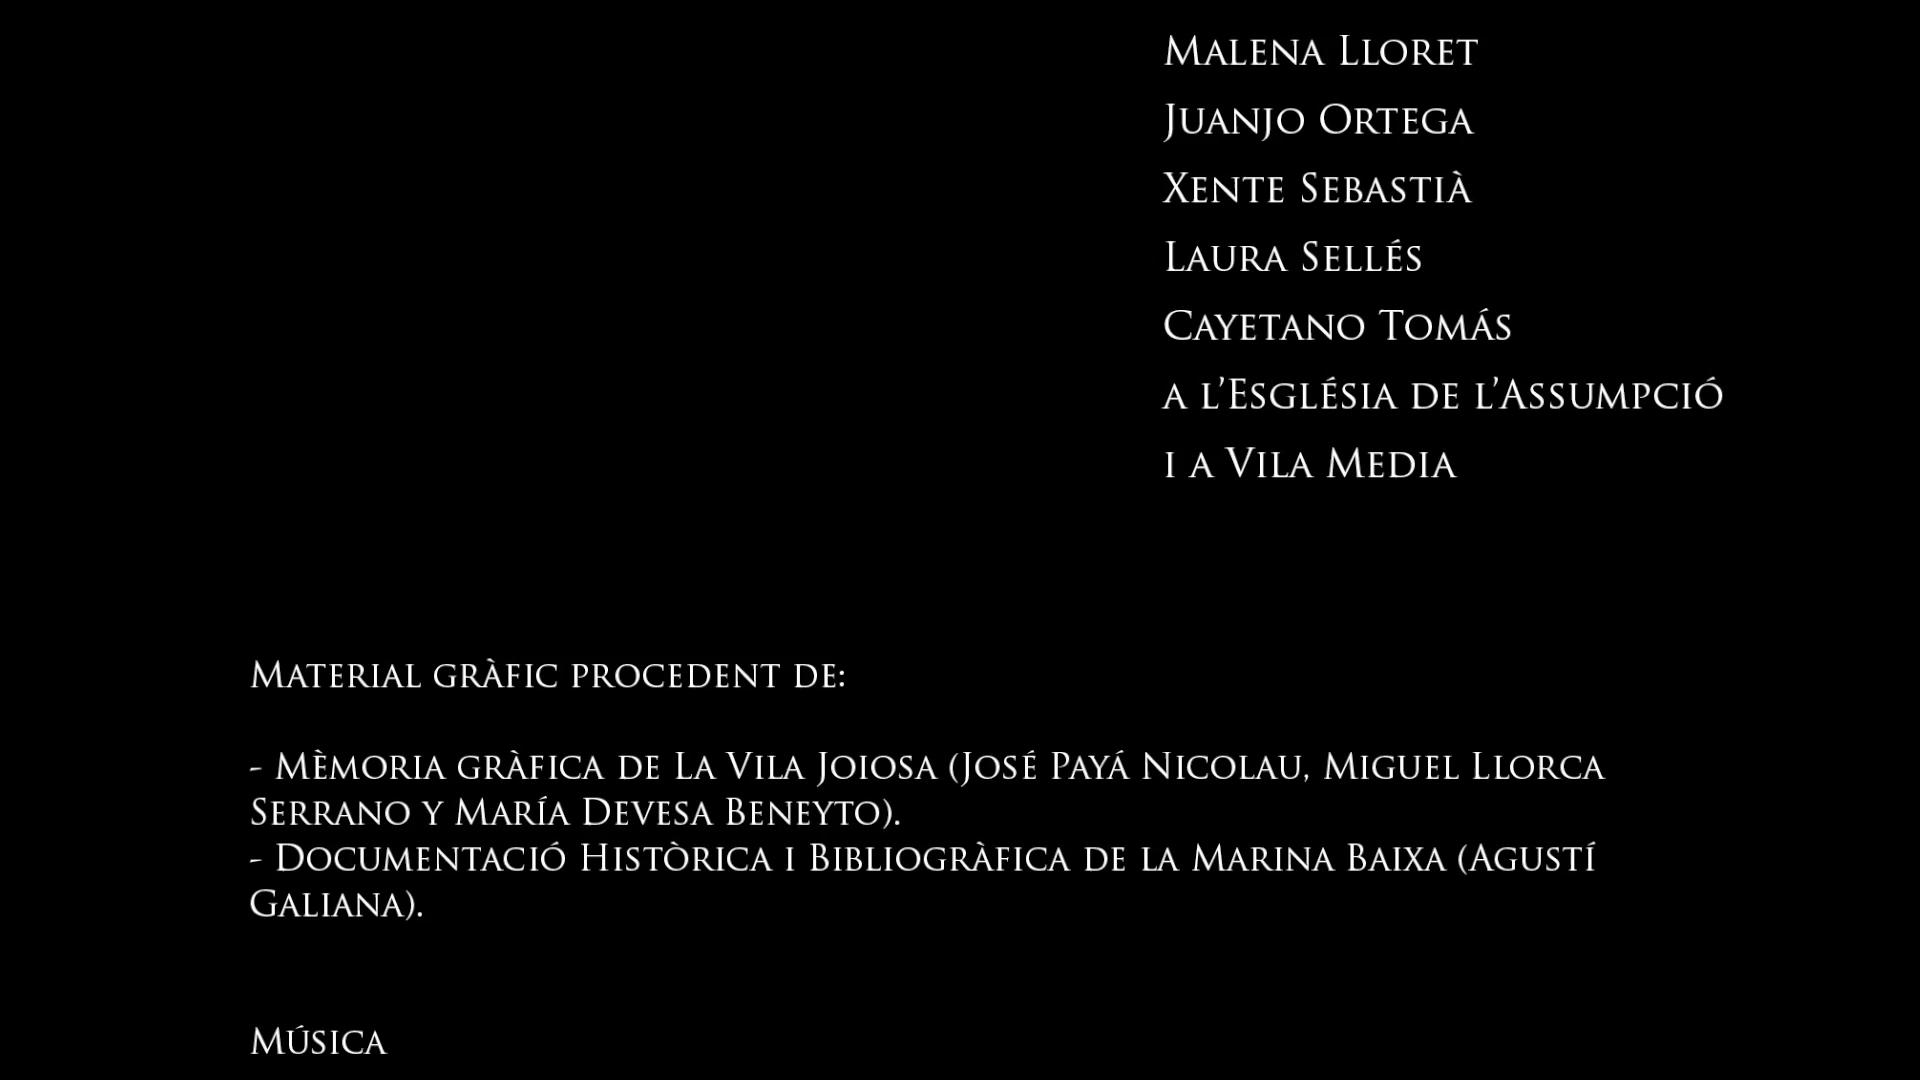 Malena Lloret
Juanjo Ortega
Xente Sebastià
Laura Sellés
Cayetano Tomás
a l’Església de l’Assumpció
i a Vila Media
Material gràfic procedent de:
- Mèmoria gràfica de La Vila Joiosa (José Payá Nicolau, Miguel Llorca
Serrano y María Devesa Beneyto).
- Documentació Històrica i Bibliogràfica de la Marina Baixa (Agustí
Galiana).
Música